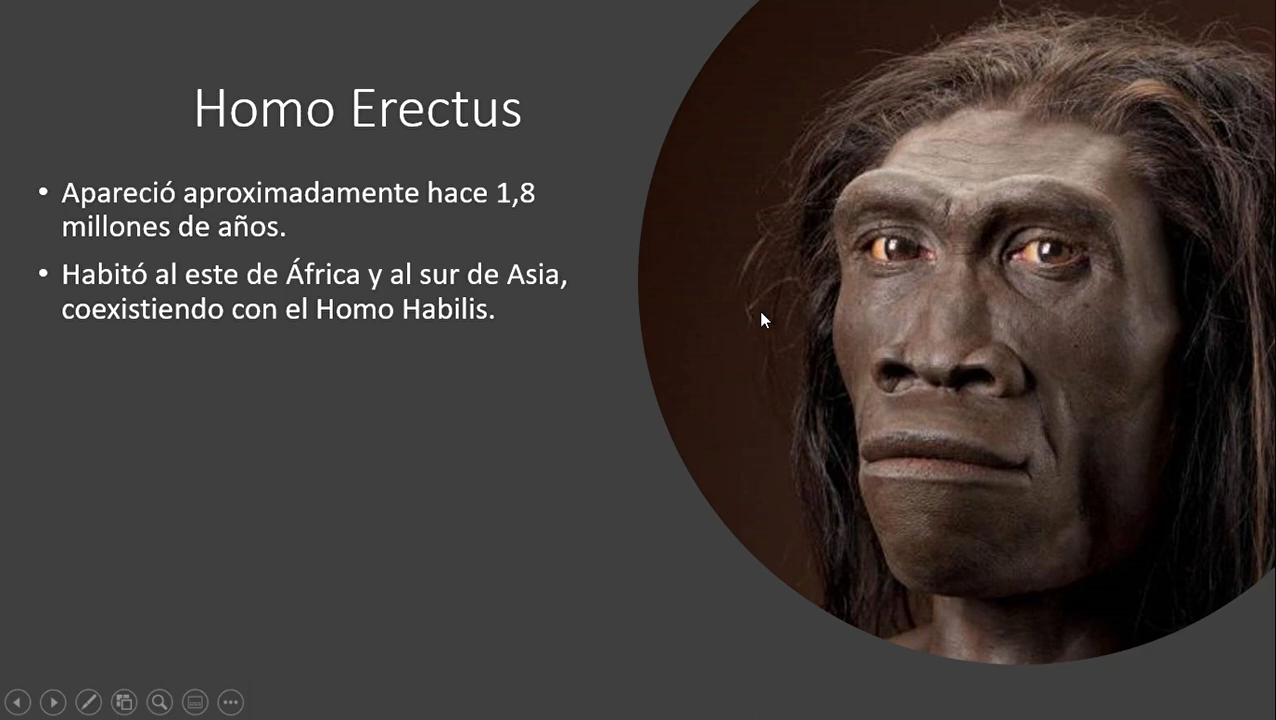 Homo Erectus
• Apareció aproximadamente hace 1,8
millones de años.
• Habitó al este de África y al sur de Asia,
coexistiendo con el Homo Habilis.